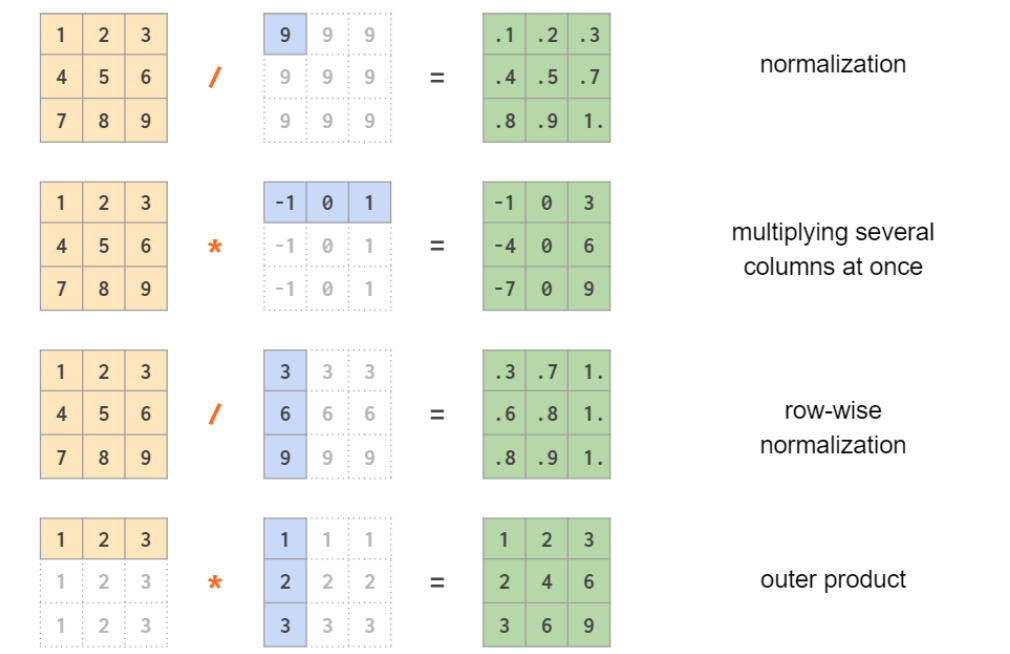 1 2 3 9 9 9 .1 .2 .3
4 5 6 / 9 9 9 = .4 .5 .7 normalization
7 8 9 9 9 9 .8 .9 1.
1 2 3 -1 0 1 -1 0 3
4 5 6 * -1 0 1 = -4 0 6 multiplying several
columns at once
7 8 9 -1 0 1 -7 0 9
1 2 3 3 3 3 .3 .7 1.
4 5 6 / 6 6 6 = .6 .8 1. row-wise
normalization
7 8 9 9 9 9 .8 .9 1.
1 2 3 1 1 1 1 2 3
1 2 3 * 2 2 2 = 2 4 6 outer product
1 2 3 3 3 3 3 6 9